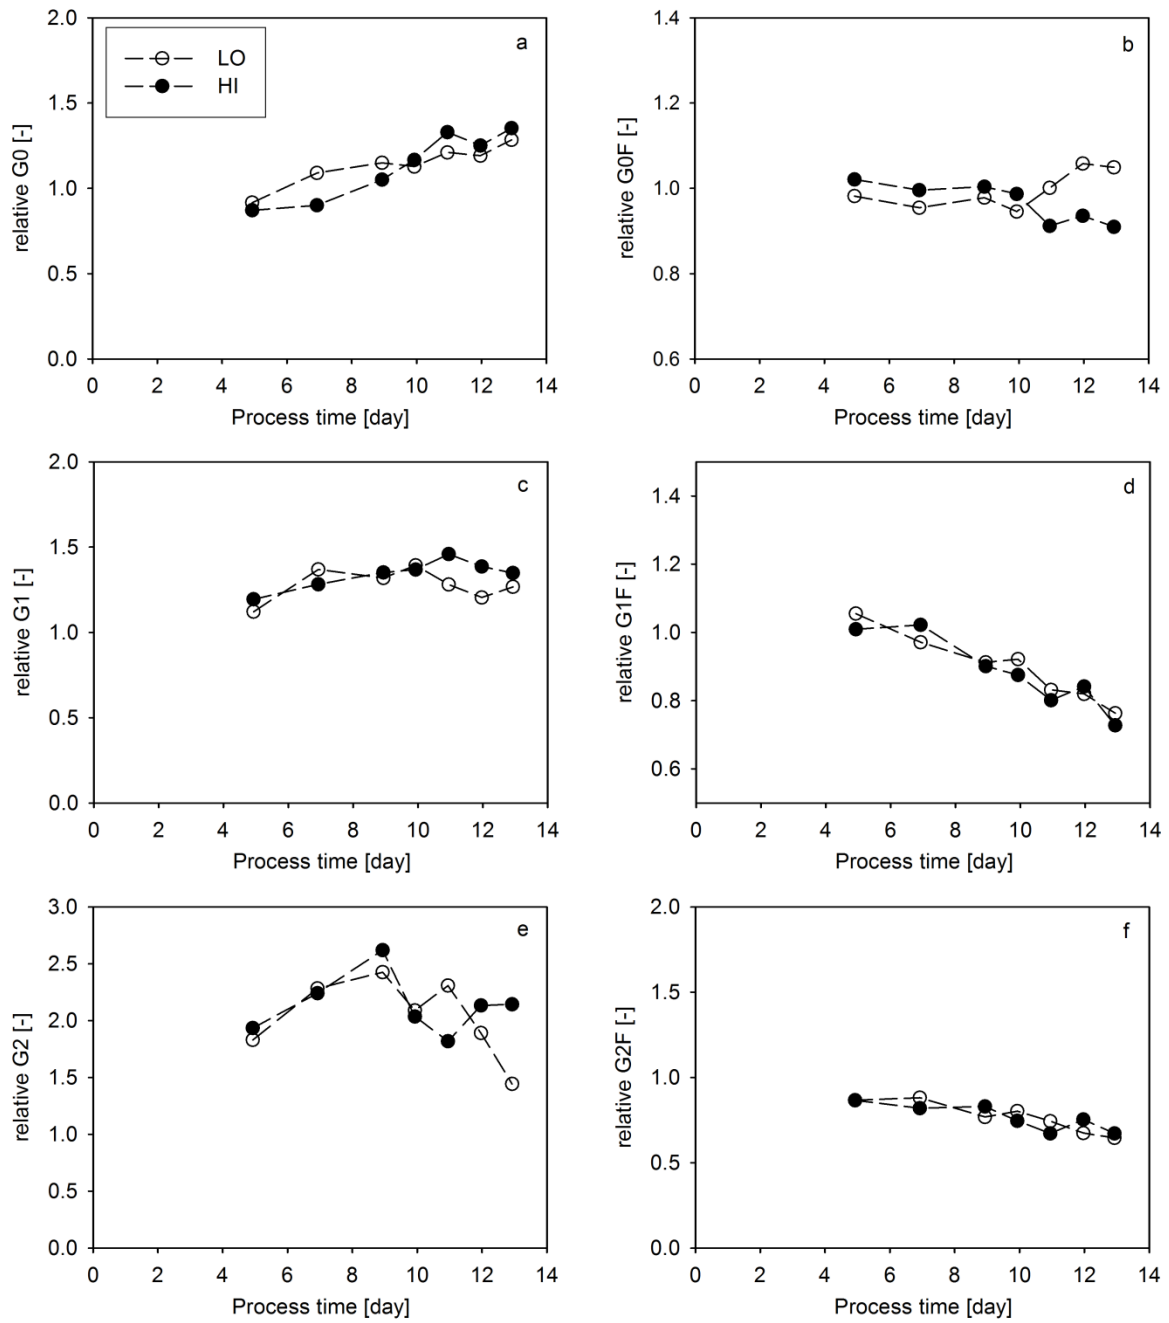 2.0
1.5
1.0
0.5
0.0
relative G0 [-]
LO
HI
a
0 2 4 6 8 10 12 14
Process time [day]
1.4
1.2
1.0
0.8
0.6
relative G0F [-]
b
0 2 4 6 8 10 12 14
Process time [day]
2.0
1.5
1.0
0.5
0.0
relative G1 [-]
c
0 2 4 6 8 10 12 14
Process time [day]
1.4
1.2
1.0
0.8
0.6
relative G1F [-]
d
0 2 4 6 8 10 12 14
Process time [day]
3.0
2.5
2.0
1.5
1.0
0.5
0.0
relative G2 [-]
e
0 2 4 6 8 10 12 14
Process time [day]
2.0
1.5
1.0
0.5
0.0
relative G2F [-]
f
0 2 4 6 8 10 12 14
Process time [day]